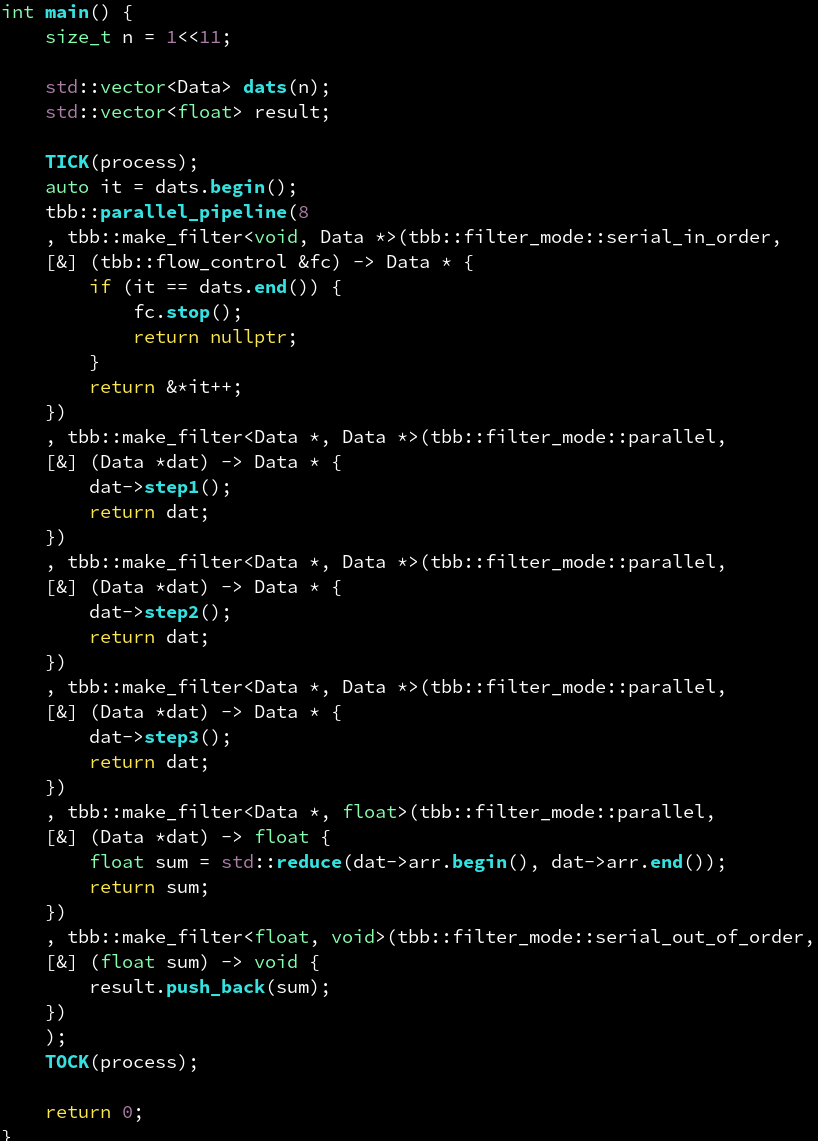 int main() {
    size_t n = 1<<11;

    std::vector<Data> dats(n);
    std::vector<float> result;

    TICK(process);
    auto it = dats.begin();
    tbb::parallel_pipeline(8
    , tbb::make_filter<void, Data *>(tbb::filter_mode::serial_in_order,
    [&] (tbb::flow_control &fc) -> Data * {
        if (it == dats.end()) {
            fc.stop();
            return nullptr;
        }
        return &*it++;
    })
    , tbb::make_filter<Data *, Data *>(tbb::filter_mode::parallel,
    [&] (Data *dat) -> Data * {
        dat->step1();
        return dat;
    })
    , tbb::make_filter<Data *, Data *>(tbb::filter_mode::parallel,
    [&] (Data *dat) -> Data * {
        dat->step2();
        return dat;
    })
    , tbb::make_filter<Data *, Data *>(tbb::filter_mode::parallel,
    [&] (Data *dat) -> Data * {
        dat->step3();
        return dat;
    })
    , tbb::make_filter<Data *, float>(tbb::filter_mode::parallel,
    [&] (Data *dat) -> float {
        float sum = std::reduce(dat->arr.begin(), dat->arr.end());
        return sum;
    })
    , tbb::make_filter<float, void>(tbb::filter_mode::serial_out_of_order,
    [&] (float sum) -> void {
        result.push_back(sum);
    })
    );
    TOCK(process);

    return 0;
}